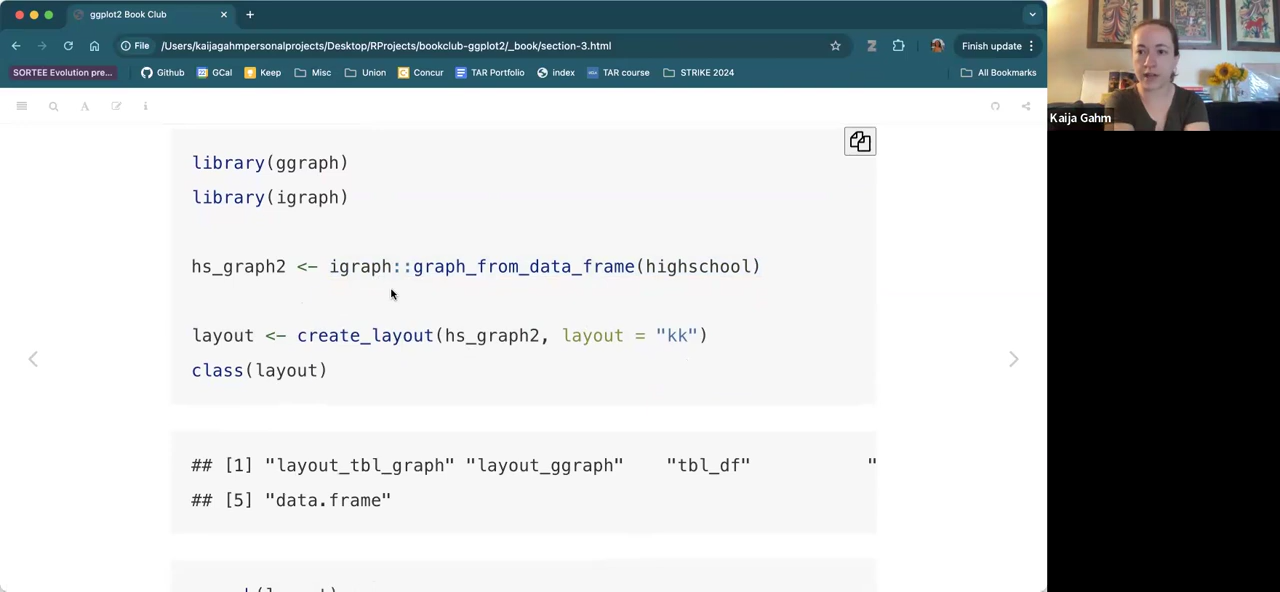 ggplot2 Book Club
File /Users/kaijagahmpersonalprojects/Desktop/RProjects/bookclub-ggplot2/_book/section-3.html Finish update
SORTEE Evolution pre... Github GCal Keep Misc Union Concur TAR Portfolio index TAR course STRIKE 2024 All Bookmarks
Kaija Gahm
library(ggraph)
library(igraph)
hs_graph2 <- igraph::graph_from_data_frame(highschool)
layout <- create_layout(hs_graph2, layout = "kk")
class(layout)
## [1] "layout_tbl_graph" "layout_ggraph"    "tbl_df"           "
## [5] "data.frame"